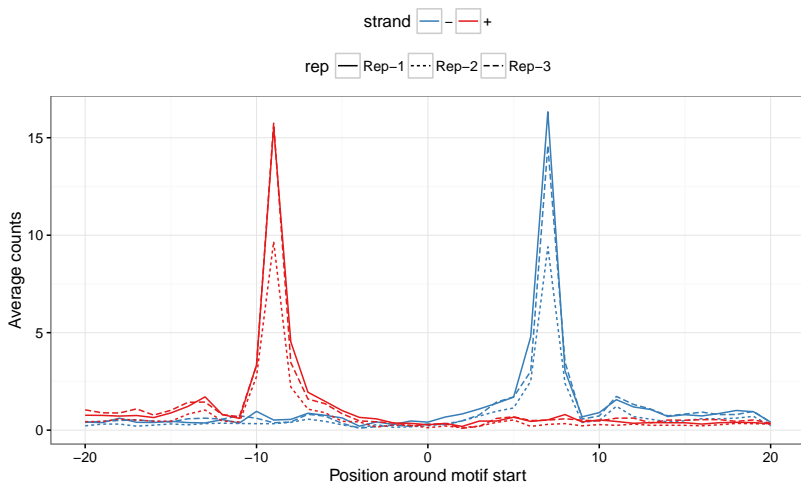 strand − +
rep Rep−1 Rep−2 Rep−3
15
10
5
0
−20 −10 0 10 20
Average counts
Position around motif start